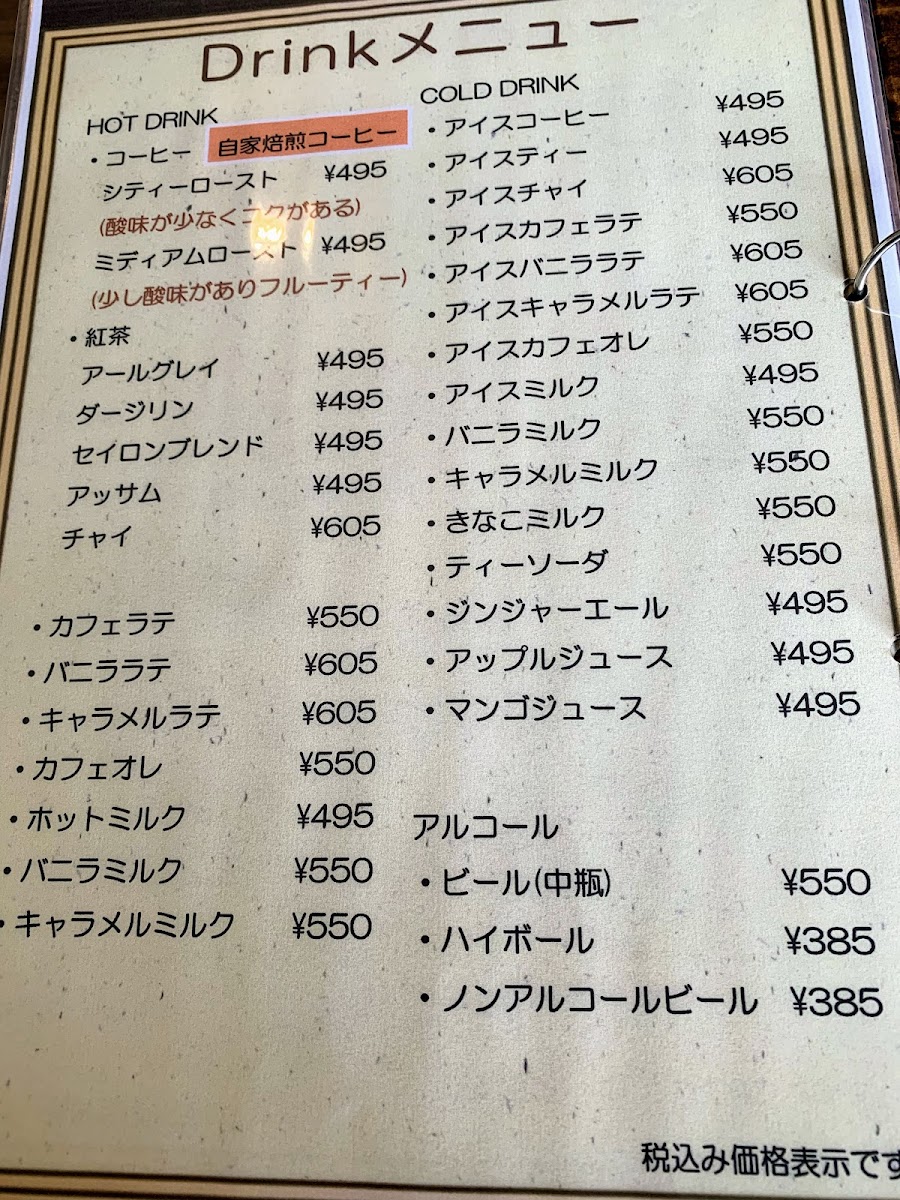 Drinkメニュー
HOT DRINK
・コーヒー 自家焙煎コーヒー
シティーロースト ¥495
(酸味が少なくコクがある)
ミディアムロースト ¥495
(少し酸味がありフルーティー)
・紅茶
アールグレイ ¥495
ダージリン ¥495
セイロンブレンド ¥495
アッサム ¥495
チャイ ¥605
・カフェラテ ¥550
・バニララテ ¥605
・キャラメルラテ ¥605
・カフェオレ ¥550
・ホットミルク ¥495
・バニラミルク ¥550
・キャラメルミルク ¥550
COLD DRINK
・アイスコーヒー ¥495
・アイスティー ¥495
・アイスチャイ ¥605
・アイスカフェラテ ¥550
・アイスバニララテ ¥605
・アイスキャラメルラテ ¥605
・アイスカフェオレ ¥550
・アイスミルク ¥495
・バニラミルク ¥550
・キャラメルミルク ¥550
・きなこミルク ¥550
・ティーソーダ ¥550
・ジンジャーエール ¥495
・アップルジュース ¥495
・マンゴジュース ¥495
アルコール
・ビール(中瓶) ¥550
・ハイボール ¥385
・ノンアルコールビール ¥385
税込み価格表示です